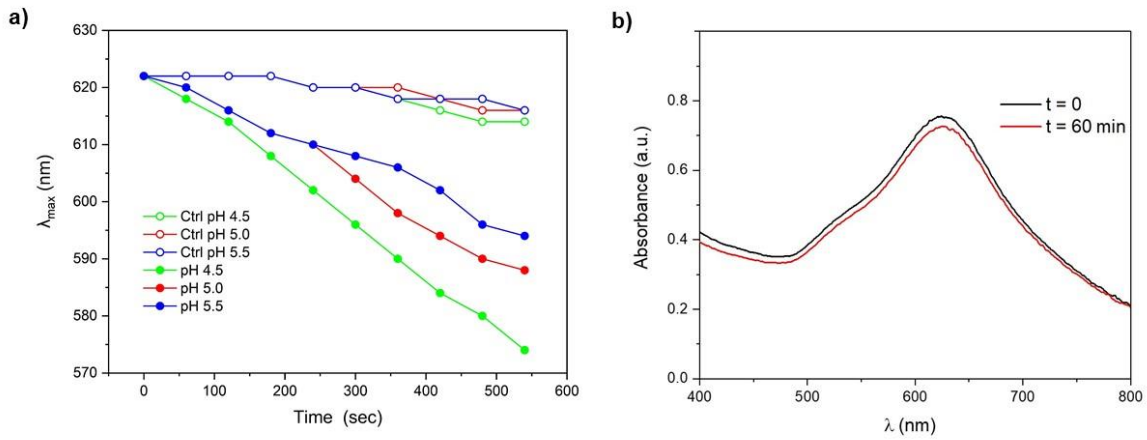 a)
630
620
610
600
590
580
570
λmax (nm)
Ctrl pH 4.5
Ctrl pH 5.0
Ctrl pH 5.5
pH 4.5
pH 5.0
pH 5.5
0 100 200 300 400 500 600
Time (sec)
b)
0.8
0.6
0.4
0.2
0.0
Absorbance (a.u.)
t = 0
t = 60 min
400 500 600 700 800
λ (nm)